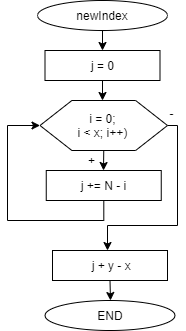 newIndex
j = 0
i = 0;
i < x; i++)
-
+
j += N - i
j + y - x
END